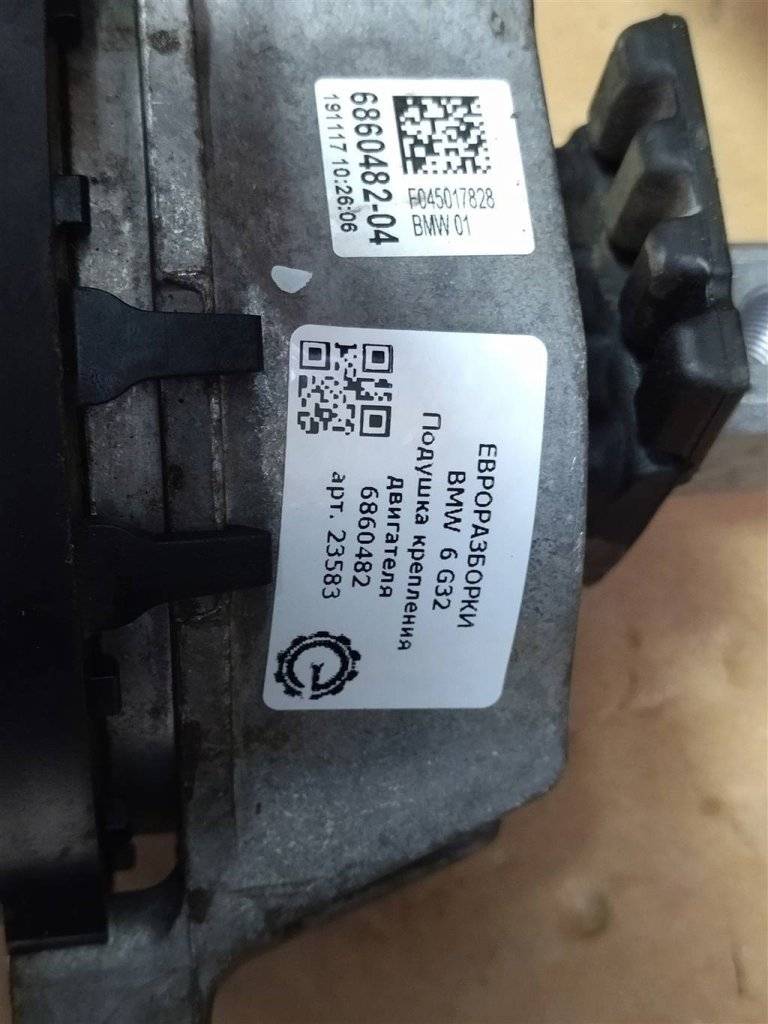 6860482-04
191117 10:26:06
F045017828
BMW 01
ЕВРОРАЗБОРКИ
BMW 6 G32
Подушка крепления
двигателя
6860482
арт. 23583